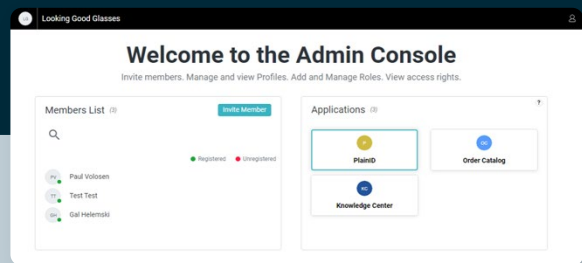 Looking Good Glasses
Welcome to the Admin Console
Invite members. Manage and view Profiles. Add and Manage Roles. View access rights.
Members List (3)
Invite Member
Registered
Unregistered
PV
Paul Volosen
TT
Test Test
GH
Gal Helemski
Applications (3)
?
P
PlainID
OC
Order Catalog
KC
Knowledge Center